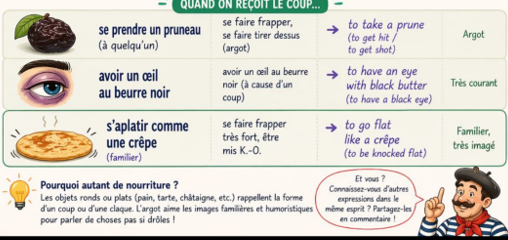 QUAND ON REÇOIT LE COUP...
se prendre un pruneau
(à quelqu'un)
se faire frapper,
se faire tirer dessus
(argot)
→ to take a prune
(to get hit /
to get shot)
Argot
avoir un œil
au beurre noir
avoir un œil au beurre
noir (à cause d'un
coup)
→ to have an eye
with black butter
(to have a black eye)
Très courant
s'aplatir comme
une crêpe
(familier)
se faire frapper
très fort, être
mis K.-O.
→ to go flat
like a crêpe
(to be knocked flat)
Familier,
très imagé
Pourquoi autant de nourriture ?
Les objets ronds ou plats (pain, tarte, châtaigne, etc.) rappellent la forme
d'un coup ou d'une claque. L'argot aime les images familières et humoristiques
pour parler de choses pas si drôles !
Et vous ?
Connaissez-vous d'autres
expressions dans le
même esprit ? Partagez-les
en commentaire !